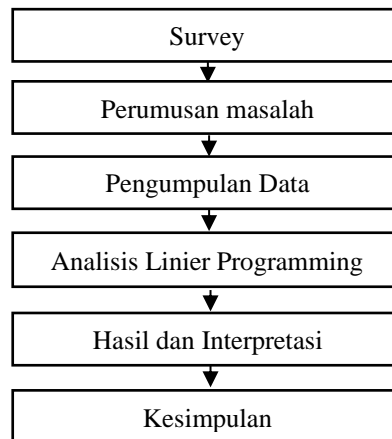 Survey
Perumusan masalah
Pengumpulan Data
Analisis Linier Programming
Hasil dan Interpretasi
Kesimpulan